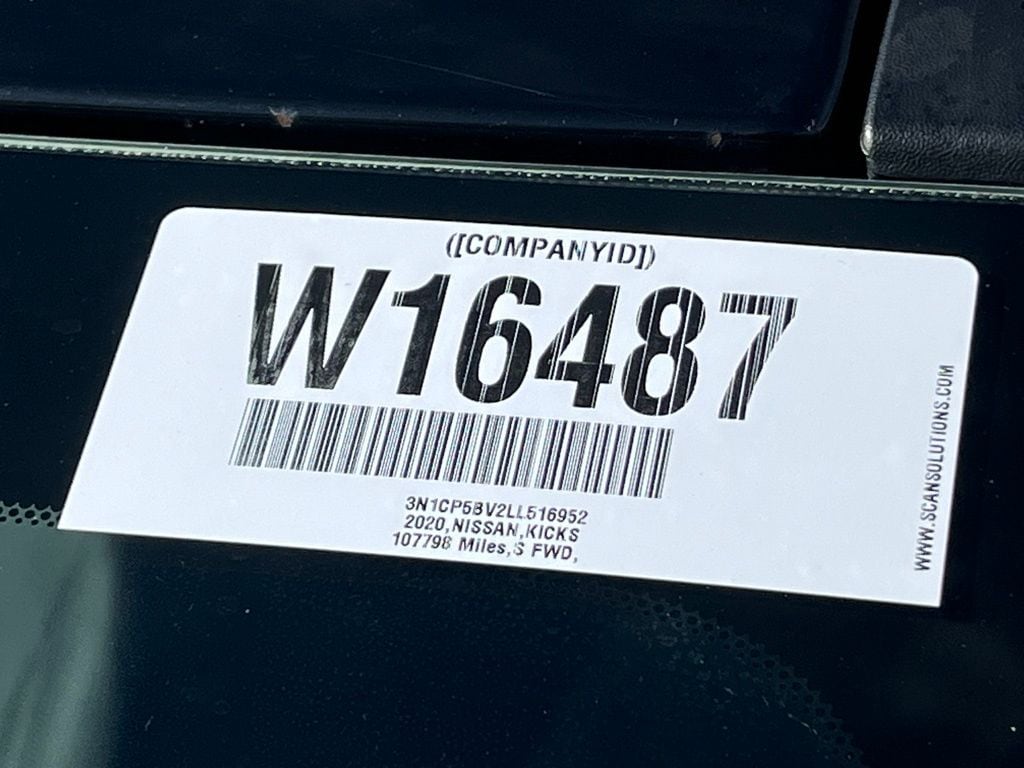 ([COMPANYID])
W16487
3N1CP5BV2LL516952
2020,NISSAN,KICKS
107798 Miles,S FWD,
WWW.SCANSOLUTIONS.COM